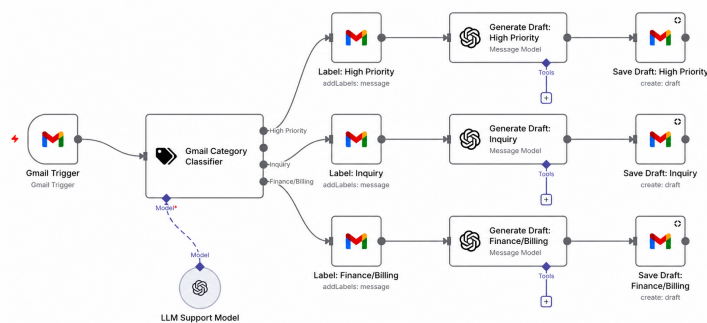 Gmail Trigger
Gmail Trigger
Gmail Category
Classifier
High Priority
Inquiry
Finance/Billing
Model*
Model
LLM Support Model
Label: High Priority
addLabels: message
Generate Draft:
High Priority
Message Model
Tools
+
Save Draft: High Priority
create: draft
Label: Inquiry
addLabels: message
Generate Draft:
Inquiry
Message Model
Tools
+
Save Draft: Inquiry
create: draft
Label: Finance/Billing
addLabels: message
Generate Draft:
Finance/Billing
Message Model
Tools
+
Save Draft:
Finance/Billing
create: draft